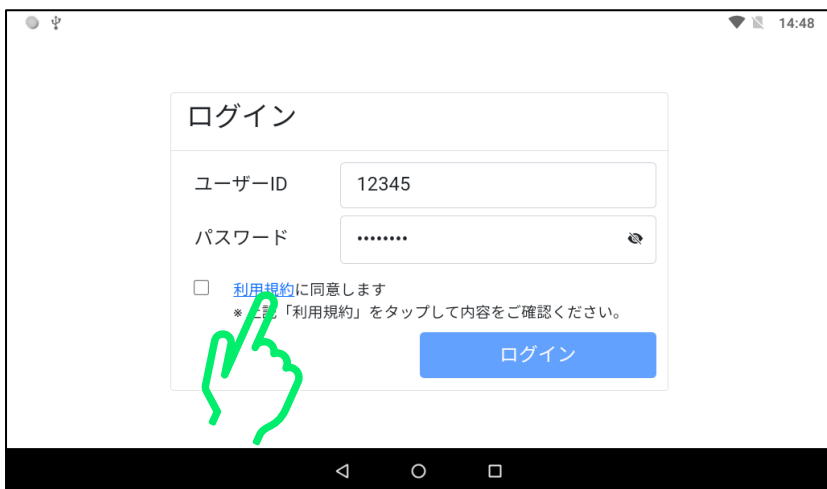 14:48
ログイン
ユーザーID
12345
パスワード
••••••••
利用規約に同意します
※上記「利用規約」をタップして内容をご確認ください。
ログイン